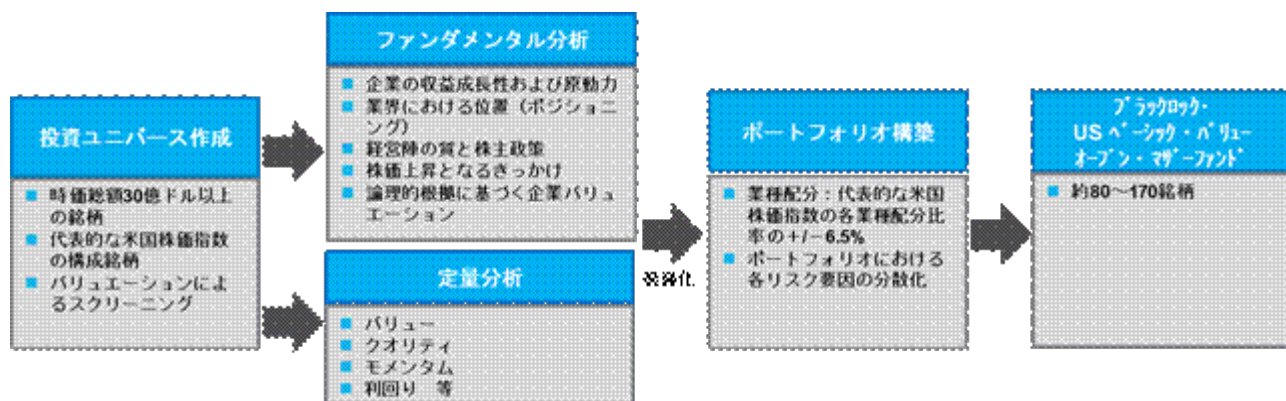 投資ユニバース作成
時価総額30億ドル以上
の銘柄
代表的な米国株価指数
の構成銘柄
バリュエーションによ
るスクリーニング
ファンダメンタル分析
企業の収益成長性および原動力
業界における位置（ポジショニ
ング）
経営陣の質と株主政策
株価上昇となるきっかけ
論理的根拠に基づく企業バリュ
エーション
定量分析
バリュー
クオリティ
モメンタム
利回り 等
ポートフォリオ構築
業種配分：代表的な米国
株価指数の各業種配分比
率の+/−6.5%
ポートフォリオにおける
各リスク要因の分散化
ﾌﾞﾗｯｸﾛｯｸ・
US ﾍﾞｰｼｯｸ・ﾊﾞﾘｭｰ
ｵｰﾌﾟﾝ・ﾏｻﾞｰﾌｧﾝﾄﾞ
約80～170銘柄